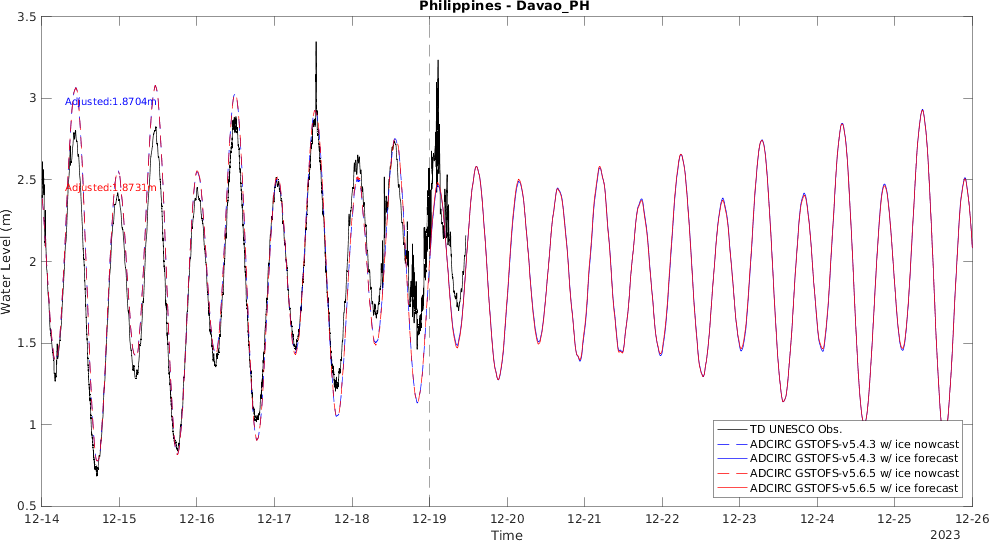 Philippines - Davao_PH
3.5
3
2.5
2
1.5
1
0.5
Water Level (m)
Adjusted:1.8704m
Adjusted:1.8731m
TD UNESCO Obs.
ADCIRC GSTOFS-v5.4.3 w/ ice nowcast
ADCIRC GSTOFS-v5.4.3 w/ ice forecast
ADCIRC GSTOFS-v5.6.5 w/ ice nowcast
ADCIRC GSTOFS-v5.6.5 w/ ice forecast
12-14 12-15 12-16 12-17 12-18 12-19 12-20 12-21 12-22 12-23 12-24 12-25 12-26
Time
2023